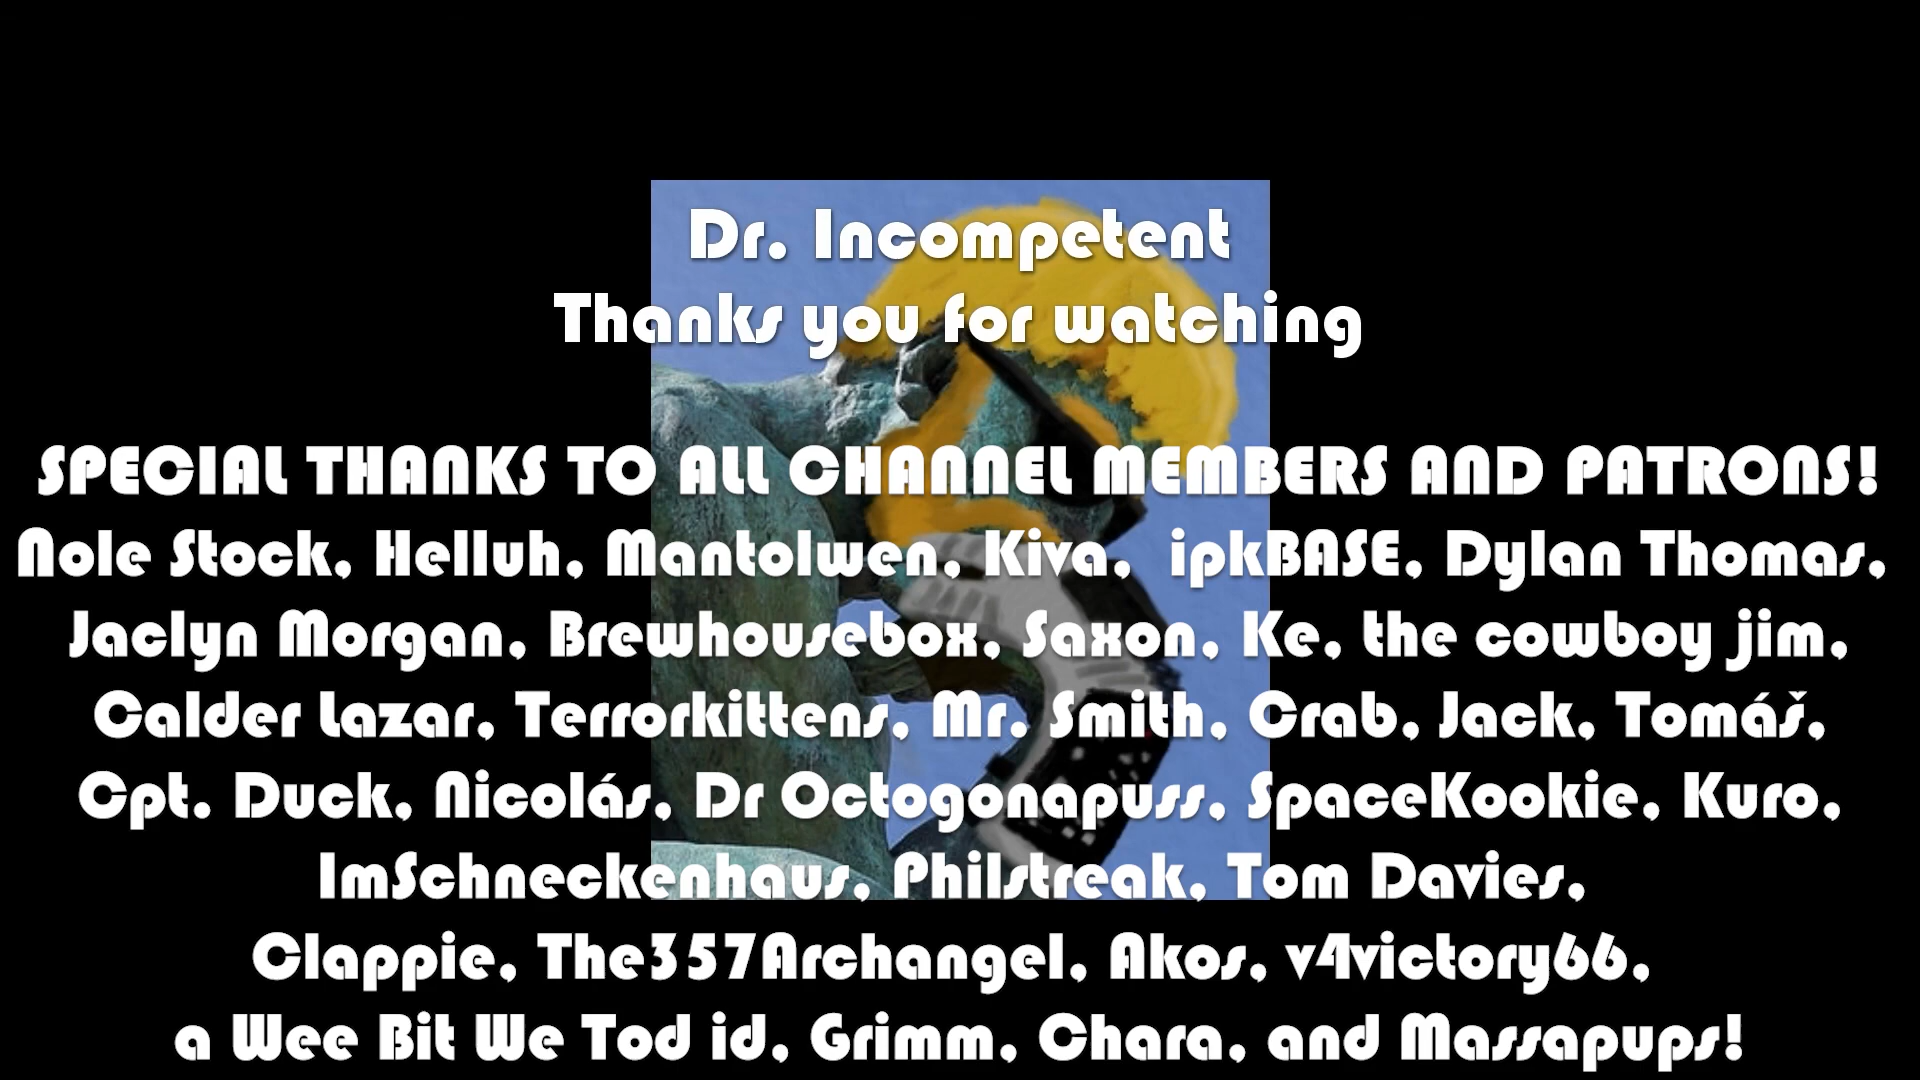 Dr. Incompetent
Thanks you for watching
SPECIAL THANKS TO ALL CHANNEL MEMBERS AND PATRONS!
Nole Stock, Helluh, Mantolwen, Kiva,  ipkBASE, Dylan Thomas,
Jaclyn Morgan, Brewhousebox, Saxon, Ke, the cowboy jim,
Calder Lazar, Terrorkittens, Mr. Smith, Crab, Jack, Tomáš,
Cpt. Duck, Nicolás, Dr Octogonapuss, SpaceKookie, Kuro,
ImSchneckenhaus, Philstreak, Tom Davies,
Clappie, The357Archangel, Akos, v4victory66,
a Wee Bit We Tod id, Grimm, Chara, and Massapups!